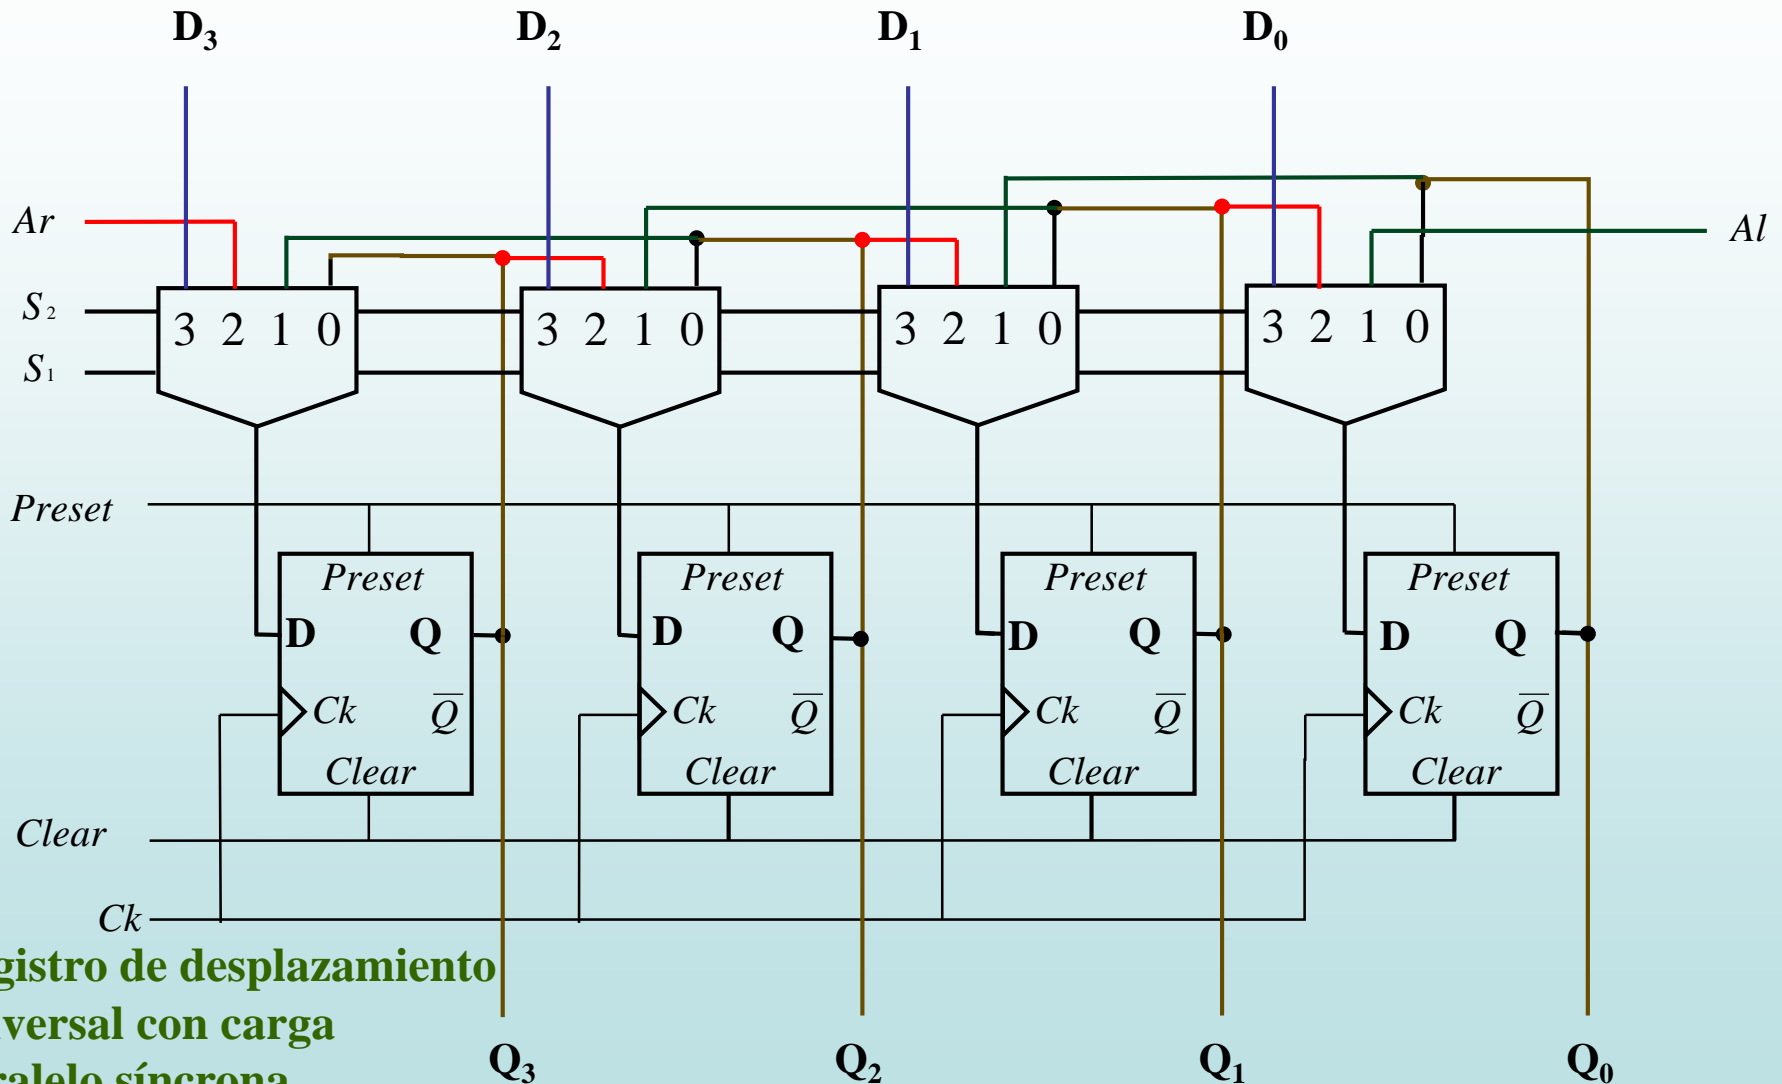 D3 D2 D1 D0
Ar Al
S2 3 2 1 0 3 2 1 0 3 2 1 0 3 2 1 0
S1
Preset
Preset Preset Preset Preset
D Q D Q D Q D Q
Ck Q̅ Ck Q̅ Ck Q̅ Ck Q̅
Clear Clear Clear Clear
Clear
Ck
gistro de desplazamiento
versal con carga
ralelo síncrona
Q3 Q2 Q1 Q0